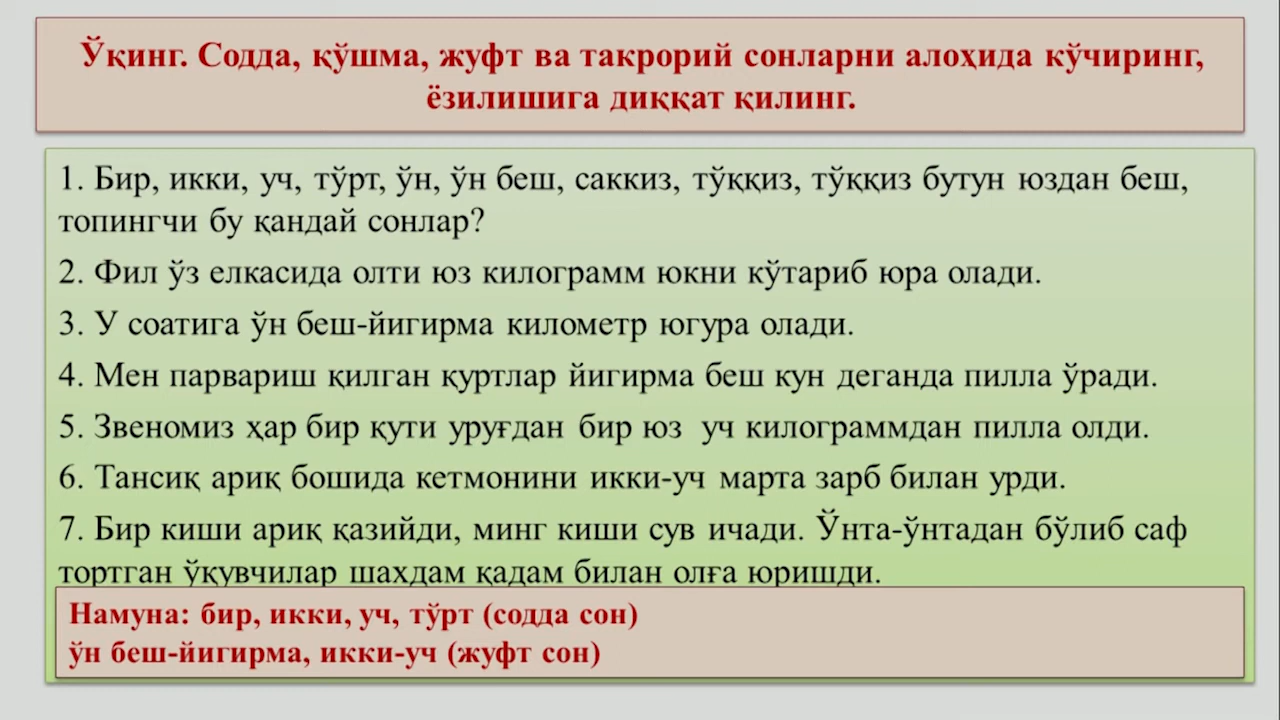 Ўқинг. Содда, қўшма, жуфт ва такрорий сонларни алоҳида кўчиринг,
ёзилишига диққат қилинг.
1. Бир, икки, уч, тўрт, ўн, ўн беш, саккиз, тўққиз, тўққиз бутун юздан беш,
топингчи бу қандай сонлар?
2. Фил ўз елкасида олти юз килограмм юкни кўтариб юра олади.
3. У соатига ўн беш-йигирма километр югура олади.
4. Мен парвариш қилган қуртлар йигирма беш кун деганда пилла ўради.
5. Звеномиз ҳар бир қути уруғдан бир юз уч килограммдан пилла олди.
6. Тансиқ ариқ бошида кетмонини икки-уч марта зарб билан урди.
7. Бир киши ариқ қазийди, минг киши сув ичади. Ўнта-ўнтадан бўлиб саф
тортган ўқувчилар шахдам қадам билан олға юришди.
Намуна: бир, икки, уч, тўрт (содда сон)
ўн беш-йигирма, икки-уч (жуфт сон)